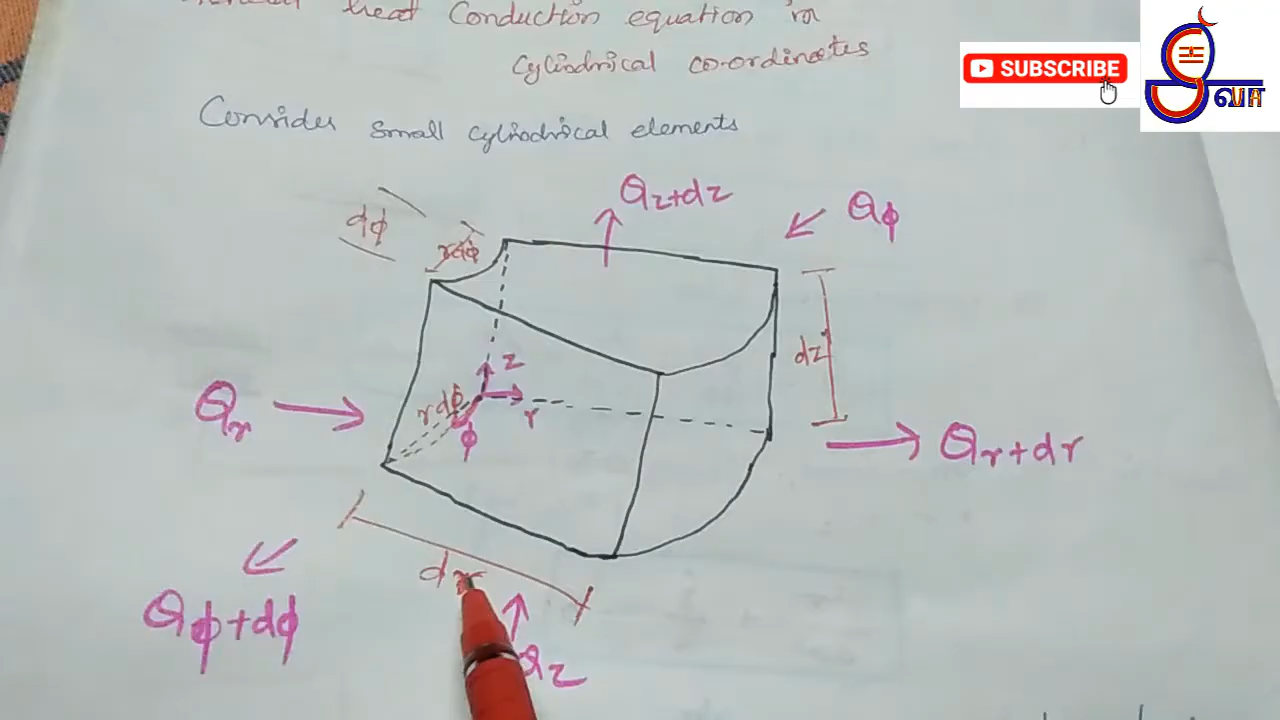 General heat Conduction equation in
Cylindrical co-ordinates
SUBSCRIBE
சிவா
Consider small cylindrical elements
Qz+dz
Qϕ
dϕ
rdϕ
dz
z
r
rdϕ
ϕ
Qr
Qr+dr
dr
Qϕ+dϕ
Qz